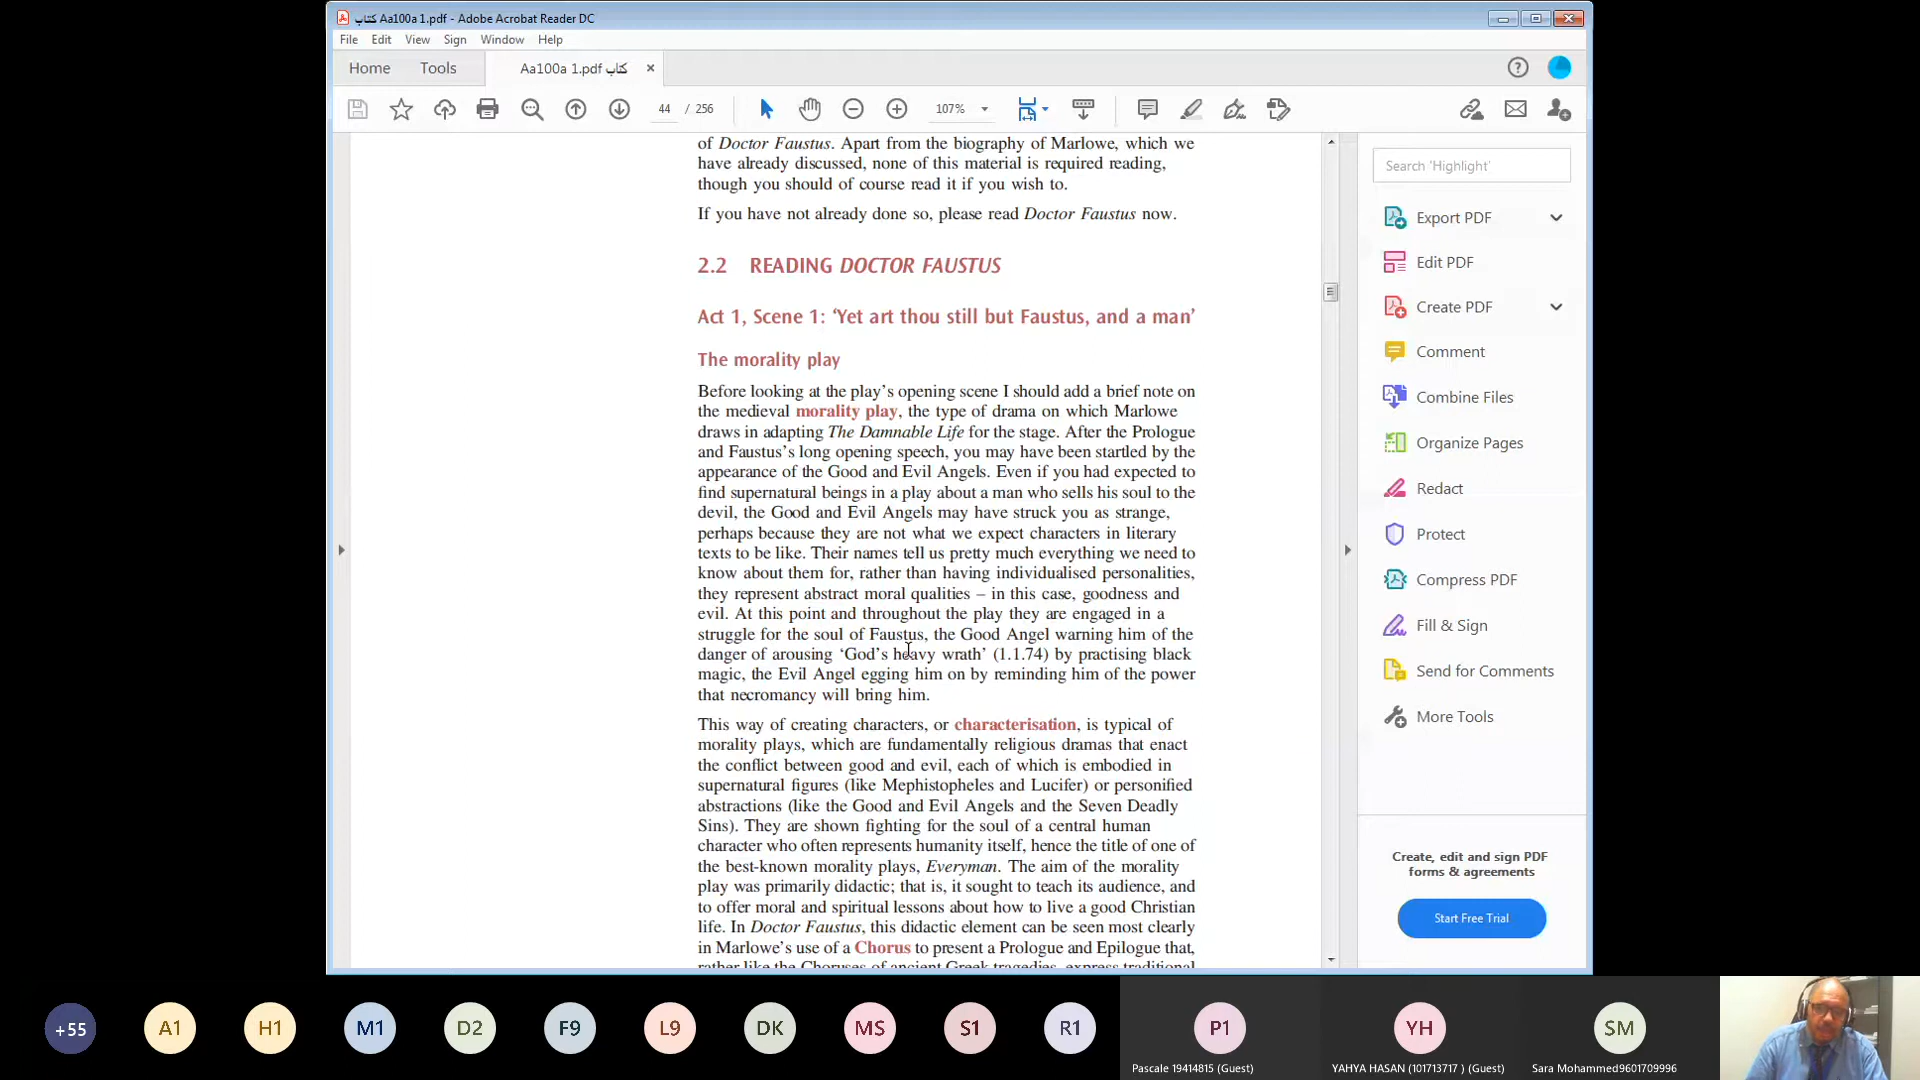 كتاب Aa100a 1.pdf - Adobe Acrobat Reader DC
File Edit View Sign Window Help
Home Tools كتاب Aa100a 1.pdf ×
44 / 256 107%
of Doctor Faustus. Apart from the biography of Marlowe, which we
have already discussed, none of this material is required reading,
though you should of course read it if you wish to.
If you have not already done so, please read Doctor Faustus now.
2.2 READING DOCTOR FAUSTUS
Act 1, Scene 1: ‘Yet art thou still but Faustus, and a man’
The morality play
Before looking at the play’s opening scene I should add a brief note on
the medieval morality play, the type of drama on which Marlowe
draws in adapting The Damnable Life for the stage. After the Prologue
and Faustus’s long opening speech, you may have been startled by the
appearance of the Good and Evil Angels. Even if you had expected to
find supernatural beings in a play about a man who sells his soul to the
devil, the Good and Evil Angels may have struck you as strange,
perhaps because they are not what we expect characters in literary
texts to be like. Their names tell us pretty much everything we need to
know about them for, rather than having individualised personalities,
they represent abstract moral qualities – in this case, goodness and
evil. At this point and throughout the play they are engaged in a
struggle for the soul of Faustus, the Good Angel warning him of the
danger of arousing ‘God’s heavy wrath’ (1.1.74) by practising black
magic, the Evil Angel egging him on by reminding him of the power
that necromancy will bring him.
This way of creating characters, or characterisation, is typical of
morality plays, which are fundamentally religious dramas that enact
the conflict between good and evil, each of which is embodied in
supernatural figures (like Mephistopheles and Lucifer) or personified
abstractions (like the Good and Evil Angels and the Seven Deadly
Sins). They are shown fighting for the soul of a central human
character who often represents humanity itself, hence the title of one of
the best-known morality plays, Everyman. The aim of the morality
play was primarily didactic; that is, it sought to teach its audience, and
to offer moral and spiritual lessons about how to live a good Christian
life. In Doctor Faustus, this didactic element can be seen most clearly
in Marlowe’s use of a Chorus to present a Prologue and Epilogue that,
rather like the Choruses of ancient Greek tragedies, express traditional
Search 'Highlight'
Export PDF
Edit PDF
Create PDF
Comment
Combine Files
Organize Pages
Redact
Protect
Compress PDF
Fill & Sign
Send for Comments
More Tools
Create, edit and sign PDF
forms & agreements
Start Free Trial
+55 A1 H1 M1 D2 F9 L9 DK MS S1 R1 P1 YH SM
Pascale 19414815 (Guest) YAHYA HASAN (101713717 ) (Guest) Sara Mohammed9601709996